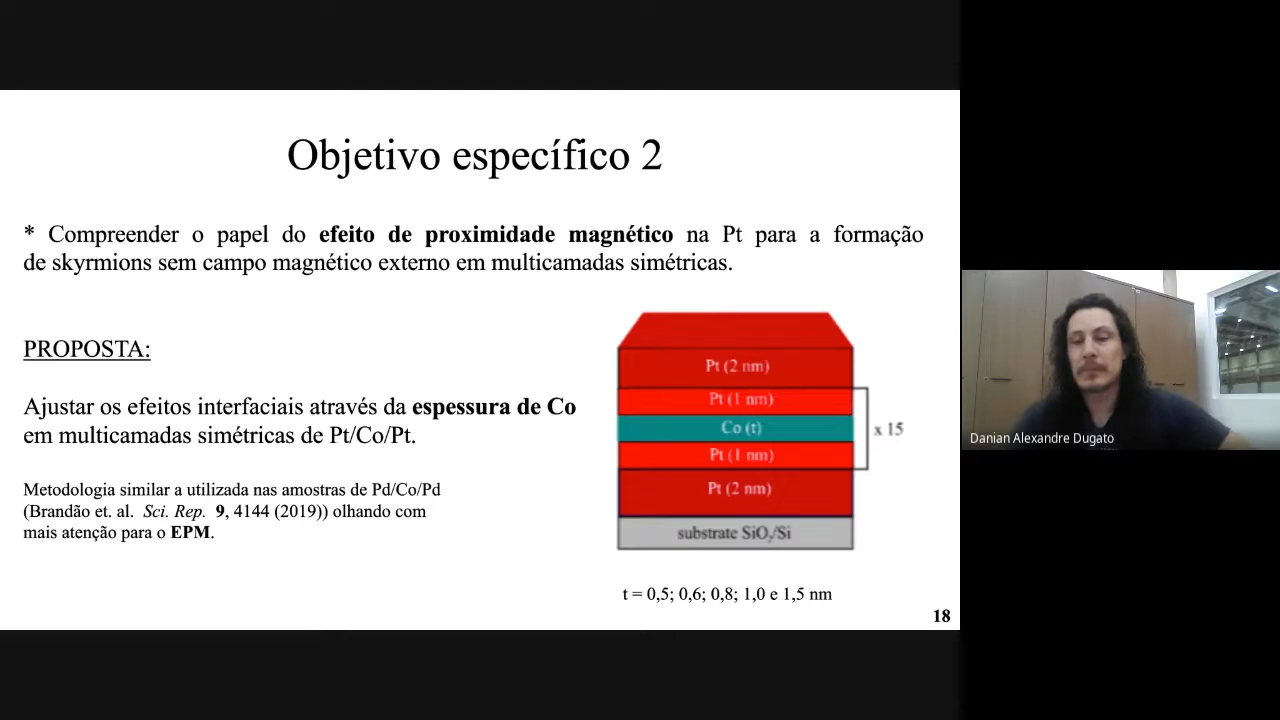 Objetivo específico 2
* Compreender o papel do efeito de proximidade magnético na Pt para a formação
de skyrmions sem campo magnético externo em multicamadas simétricas.
PROPOSTA:
Ajustar os efeitos interfaciais através da espessura de Co
em multicamadas simétricas de Pt/Co/Pt.
Metodologia similar a utilizada nas amostras de Pd/Co/Pd
(Brandão et. al. Sci. Rep. 9, 4144 (2019)) olhando com
mais atenção para o EPM.
Pt (2 nm)
Pt (1 nm)
Co (t)
x 15
Pt (1 nm)
Pt (2 nm)
substrate SiO₂/Si
t = 0,5; 0,6; 0,8; 1,0 e 1,5 nm
18
Danian Alexandre Dugato